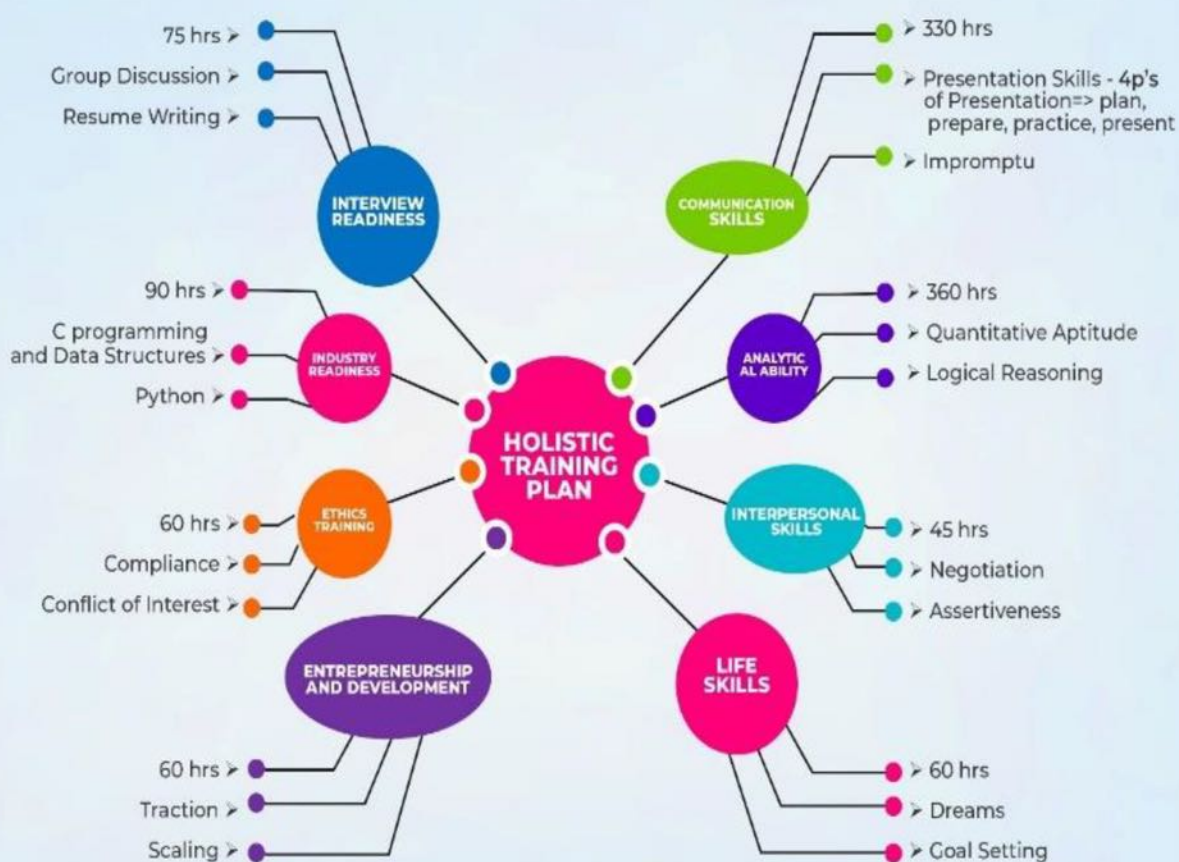 75 hrs ➢
Group Discussion ➢
Resume Writing ➢
INTERVIEW
READINESS
➢ 330 hrs
➢ Presentation Skills - 4p's
of Presentation=> plan,
prepare, practice, present
➢ Impromptu
COMMUNICATION
SKILLS
90 hrs ➢
C programming
and Data Structures ➢
Python ➢
INDUSTRY
READINESS
➢ 360 hrs
➢ Quantitative Aptitude
➢ Logical Reasoning
ANALYTIC
AL ABILITY
HOLISTIC
TRAINING
PLAN
60 hrs ➢
Compliance ➢
Conflict of Interest ➢
ETHICS
TRAINING
INTERPERSONAL
SKILLS
➢ 45 hrs
➢ Negotiation
➢ Assertiveness
ENTREPRENEURSHIP
AND DEVELOPMENT
60 hrs ➢
Traction ➢
Scaling ➢
LIFE
SKILLS
➢ 60 hrs
➢ Dreams
➢ Goal Setting